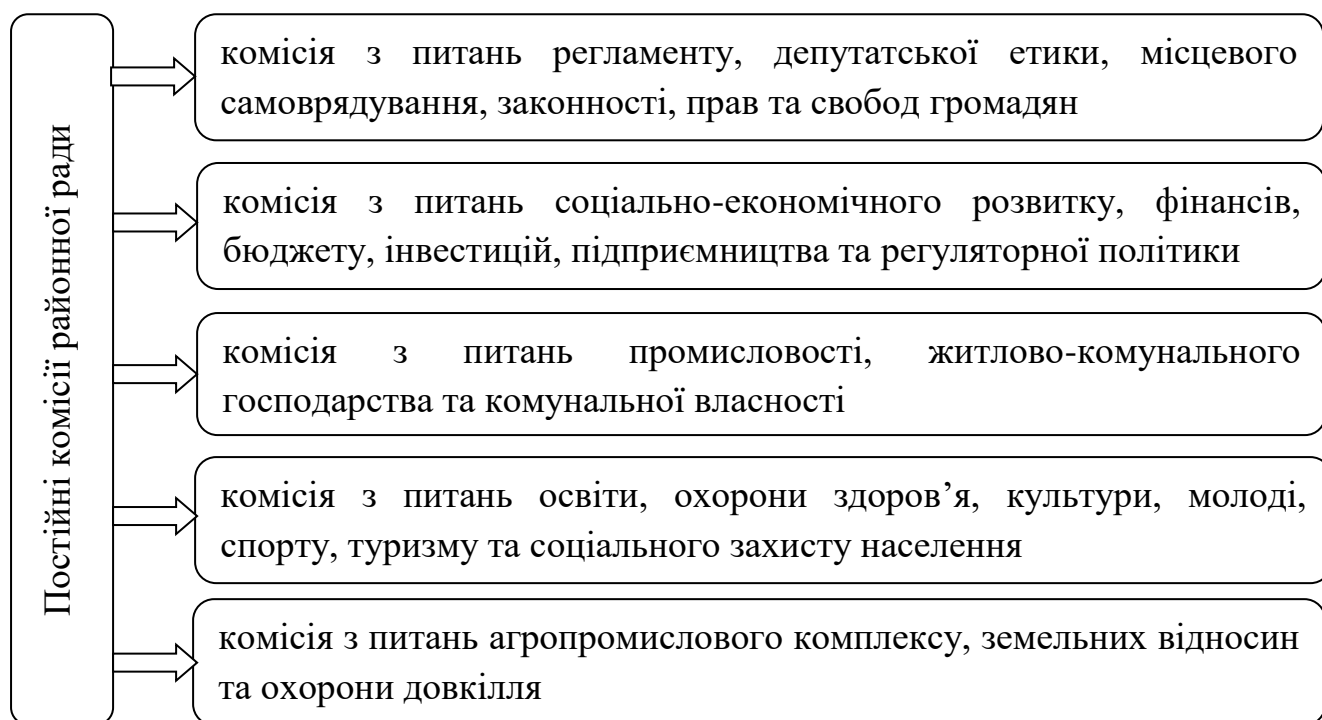 Постійні комісії районної ради
комісія з питань регламенту, депутатської етики, місцевого
самоврядування, законності, прав та свобод громадян
комісія з питань соціально-економічного розвитку, фінансів,
бюджету, інвестицій, підприємництва та регуляторної політики
комісія з питань промисловості, житлово-комунального
господарства та комунальної власності
комісія з питань освіти, охорони здоров’я, культури, молоді,
спорту, туризму та соціального захисту населення
комісія з питань агропромислового комплексу, земельних відносин
та охорони довкілля